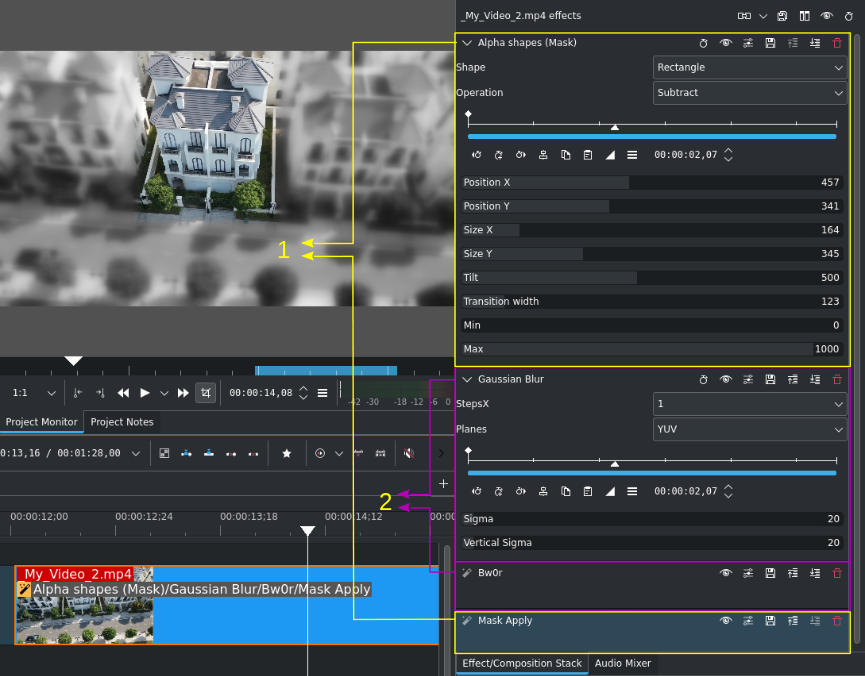 _My_Video_2.mp4 effects
Alpha shapes (Mask)
Shape
Rectangle
Operation
Subtract
00:00:02,07
Position X 457
Position Y 341
Size X 164
Size Y 345
Tilt 500
Transition width 123
Min 0
Max 1000
1
Gaussian Blur
StepsX
1
Planes
YUV
00:00:02,07
Sigma 20
Vertical Sigma 20
Bw0r
Mask Apply
Effect/Composition Stack Audio Mixer
1:1
00:00:14,08
-42 -30 -18 -12 -6 0
Project Monitor Project Notes
0:13,16 / 00:01:28,00
2
00:00:12;00 00:00:12;24 00:00:13;18 00:00:14;12 00:00
_My_Video_2.mp4
Alpha shapes (Mask)/Gaussian Blur/Bw0r/Mask Apply